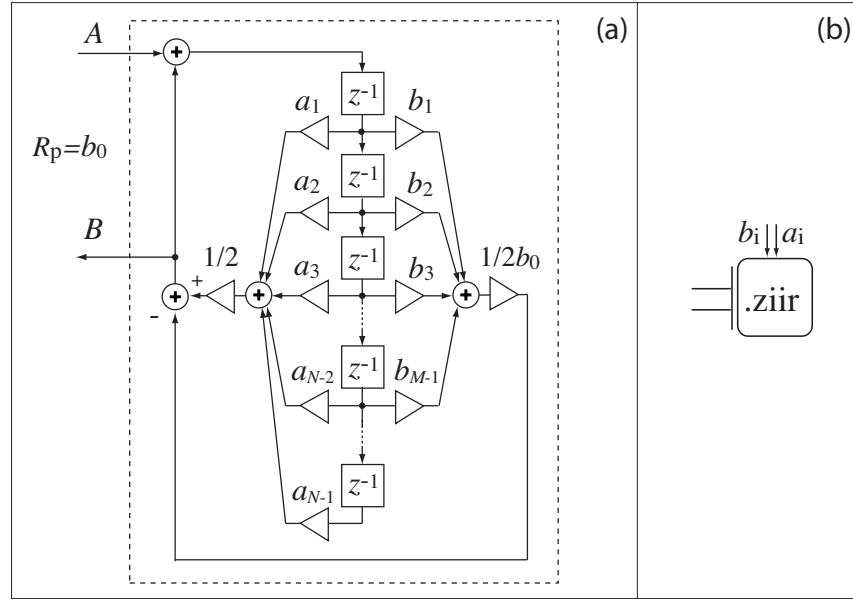 (a)
(b)
A
z-1
a1
b1
Rp=b0
z-1
a2
b2
B
1/2
z-1
a3
b3
1/2b0
+
-
z-1
aN-2
bM-1
z-1
aN-1
bi
ai
.ziir